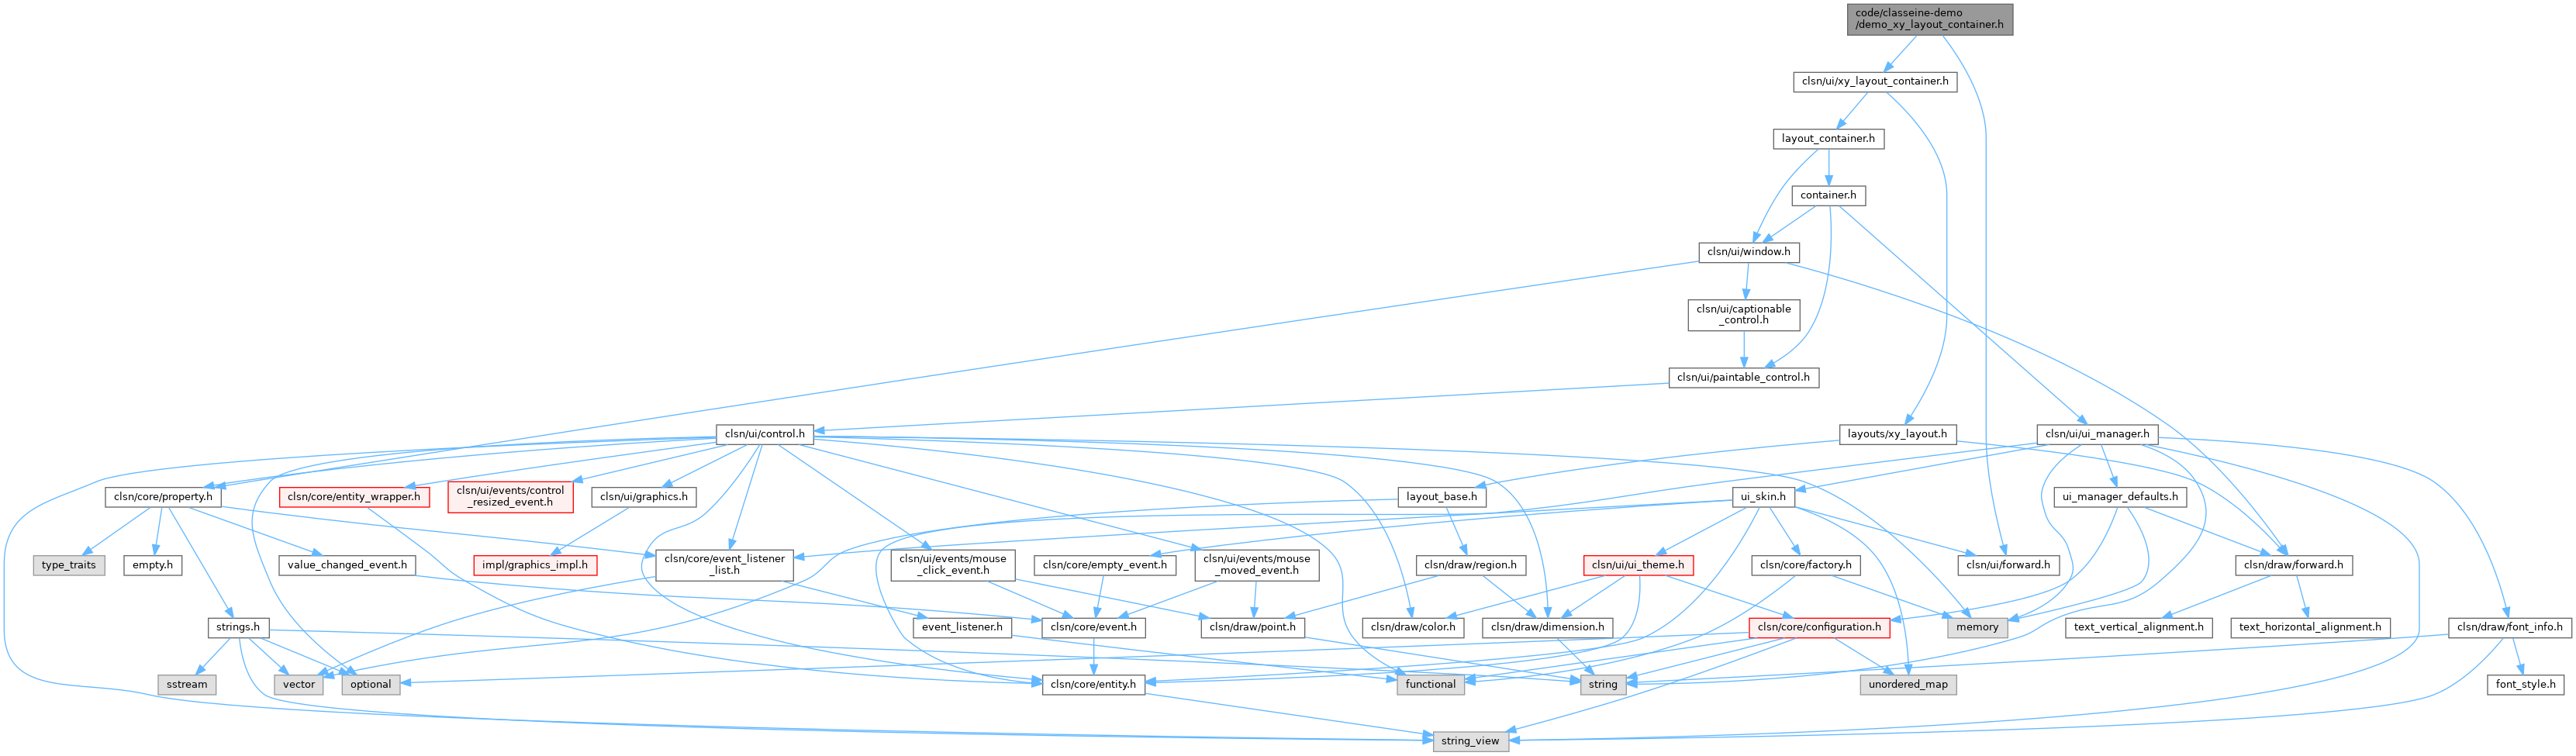 code/classeine-demo
/demo_xy_layout_container.h
clsn/ui/xy_layout_container.h
layout_container.h
container.h
clsn/ui/window.h
clsn/ui/captionable
_control.h
clsn/ui/paintable_control.h
clsn/ui/control.h
layouts/xy_layout.h
clsn/ui/ui_manager.h
clsn/core/property.h
clsn/core/entity_wrapper.h
clsn/ui/events/control
_resized_event.h
clsn/ui/graphics.h
layout_base.h
ui_skin.h
ui_manager_defaults.h
type_traits
empty.h
value_changed_event.h
impl/graphics_impl.h
clsn/core/event_listener
_list.h
clsn/ui/events/mouse
_click_event.h
clsn/core/empty_event.h
clsn/ui/events/mouse
_moved_event.h
clsn/draw/region.h
clsn/ui/ui_theme.h
clsn/core/factory.h
clsn/ui/forward.h
clsn/draw/forward.h
strings.h
event_listener.h
clsn/core/event.h
clsn/draw/point.h
clsn/draw/color.h
clsn/draw/dimension.h
clsn/core/configuration.h
memory
text_vertical_alignment.h
text_horizontal_alignment.h
clsn/draw/font_info.h
sstream
vector
optional
clsn/core/entity.h
functional
string
unordered_map
font_style.h
string_view